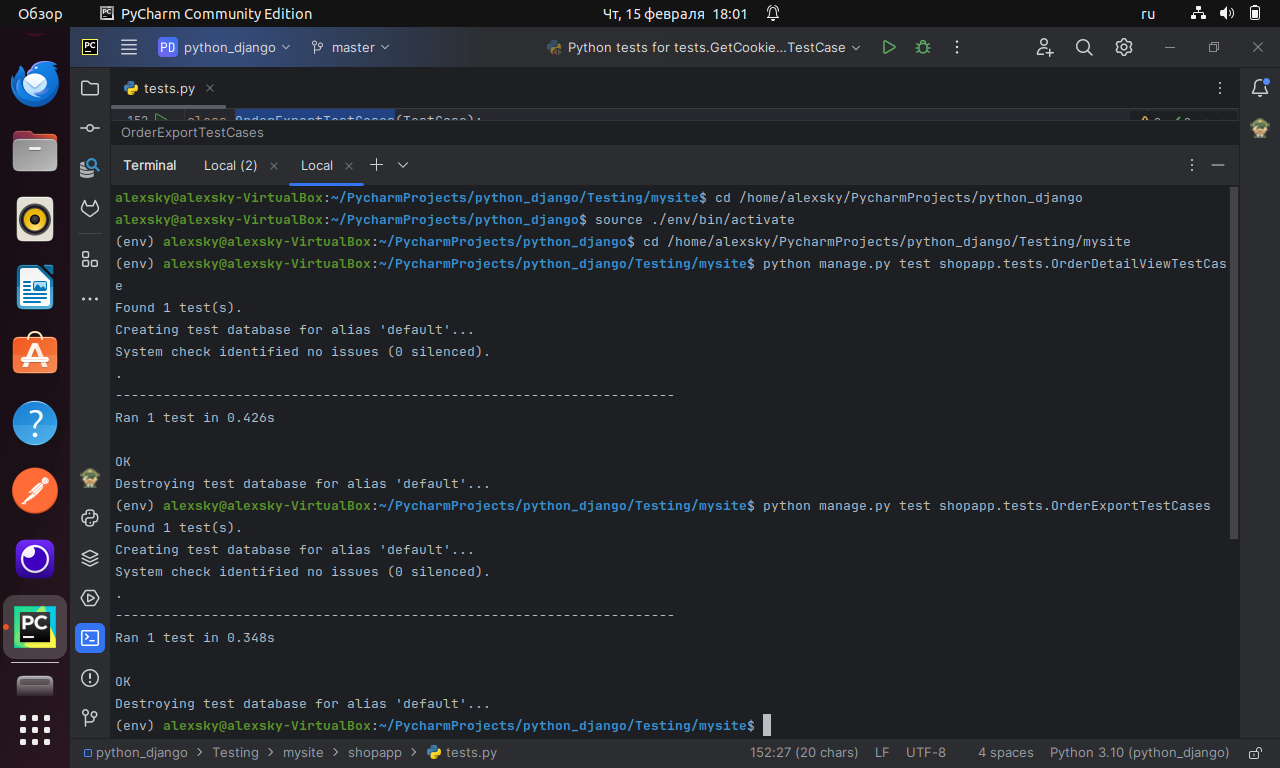 Обзор
PyCharm Community Edition
Чт, 15 февраля 18:01
ru
PC
PD python_django
master
Python tests for tests.GetCookie...TestCase
tests.py
152 class OrderExportTestCases(TestCase):
OrderExportTestCases
Terminal
Local (2)
Local
alexsky@alexsky-VirtualBox:~/PycharmProjects/python_django/Testing/mysite$ cd /home/alexsky/PycharmProjects/python_django
alexsky@alexsky-VirtualBox:~/PycharmProjects/python_django$ source ./env/bin/activate
(env) alexsky@alexsky-VirtualBox:~/PycharmProjects/python_django$ cd /home/alexsky/PycharmProjects/python_django/Testing/mysite
(env) alexsky@alexsky-VirtualBox:~/PycharmProjects/python_django/Testing/mysite$ python manage.py test shopapp.tests.OrderDetailViewTestCas
e
Found 1 test(s).
Creating test database for alias 'default'...
System check identified no issues (0 silenced).
.
----------------------------------------------------------------------
Ran 1 test in 0.426s
OK
Destroying test database for alias 'default'...
(env) alexsky@alexsky-VirtualBox:~/PycharmProjects/python_django/Testing/mysite$ python manage.py test shopapp.tests.OrderExportTestCases
Found 1 test(s).
Creating test database for alias 'default'...
System check identified no issues (0 silenced).
.
----------------------------------------------------------------------
Ran 1 test in 0.348s
OK
Destroying test database for alias 'default'...
(env) alexsky@alexsky-VirtualBox:~/PycharmProjects/python_django/Testing/mysite$
PC
python_django > Testing > mysite > shopapp > tests.py
152:27 (20 chars)
LF
UTF-8
4 spaces
Python 3.10 (python_django)